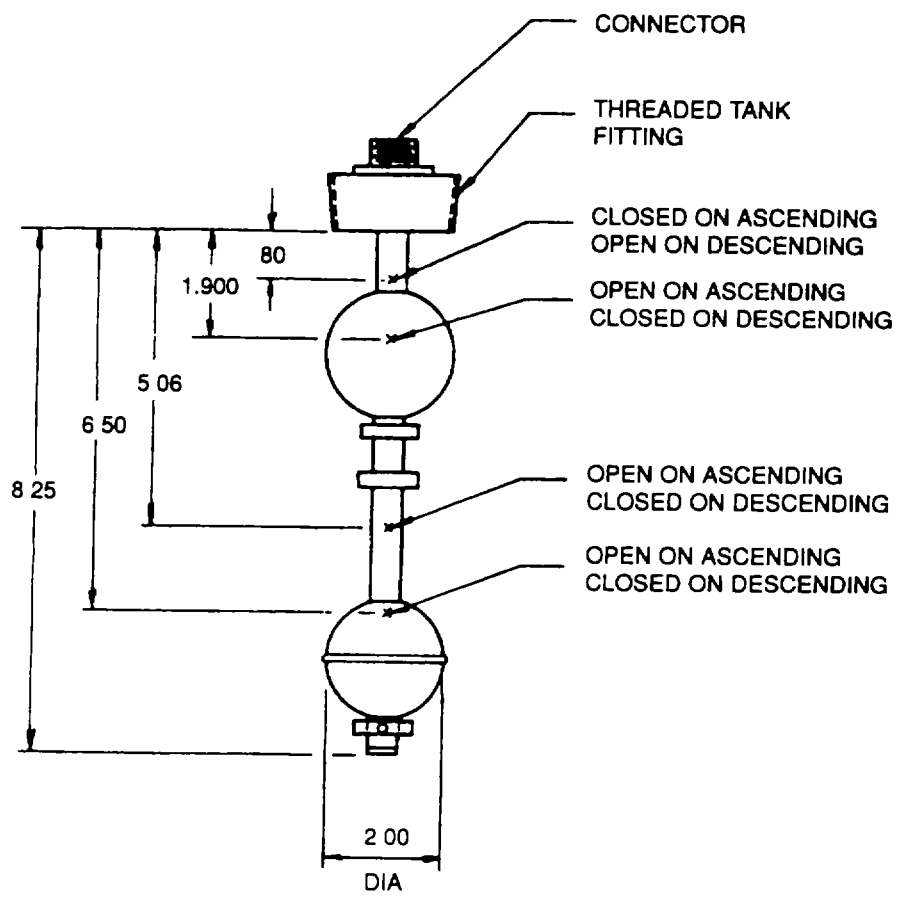 CONNECTOR
THREADED TANK
FITTING
CLOSED ON ASCENDING
OPEN ON DESCENDING
80
1.900
OPEN ON ASCENDING
CLOSED ON DESCENDING
5 06
6 50
8 25
OPEN ON ASCENDING
CLOSED ON DESCENDING
OPEN ON ASCENDING
CLOSED ON DESCENDING
2 00
DIA